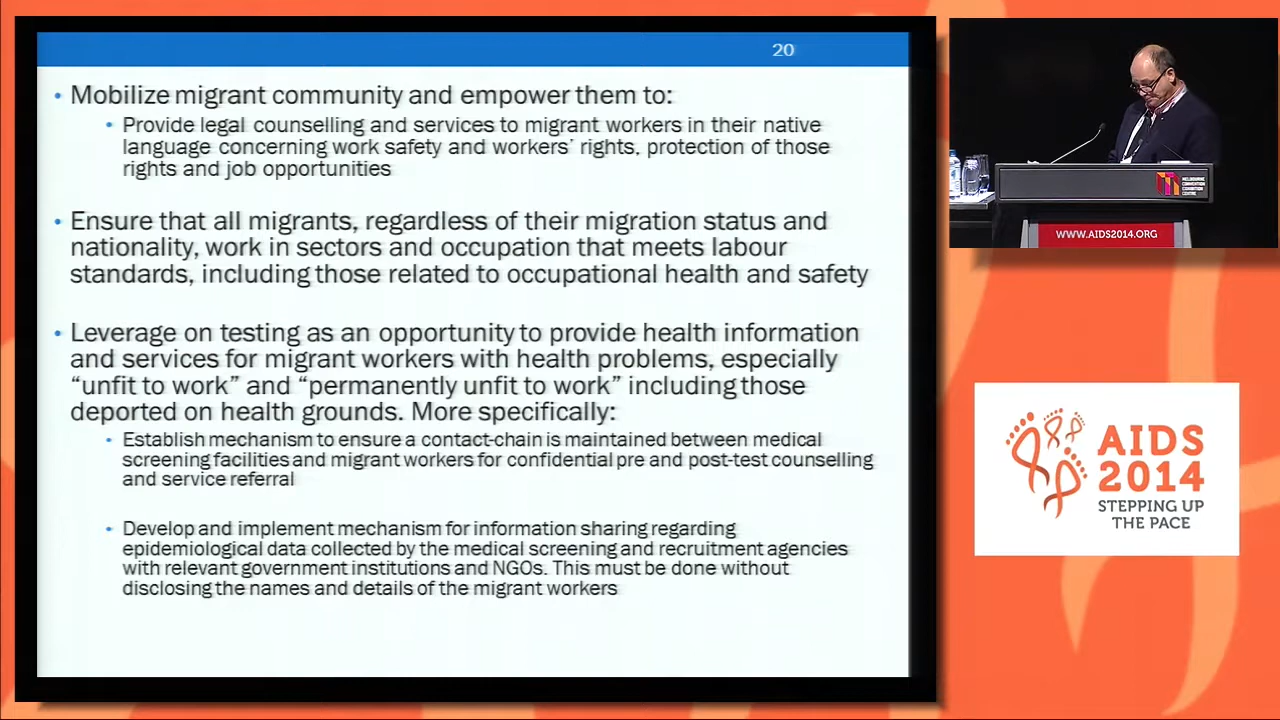 20
• Mobilize migrant community and empower them to:
• Provide legal counselling and services to migrant workers in their native
language concerning work safety and workers’ rights, protection of those
rights and job opportunities
• Ensure that all migrants, regardless of their migration status and
nationality, work in sectors and occupation that meets labour
standards, including those related to occupational health and safety
• Leverage on testing as an opportunity to provide health information
and services for migrant workers with health problems, especially
“unfit to work” and “permanently unfit to work” including those
deported on health grounds. More specifically:
• Establish mechanism to ensure a contact-chain is maintained between medical
screening facilities and migrant workers for confidential pre and post-test counselling
and service referral
• Develop and implement mechanism for information sharing regarding
epidemiological data collected by the medical screening and recruitment agencies
with relevant government institutions and NGOs. This must be done without
disclosing the names and details of the migrant workers
MELBOURNE
CONVENTION
EXHIBITION
CENTRE
WWW.AIDS2014.ORG
AIDS
2014
STEPPING UP
THE PACE